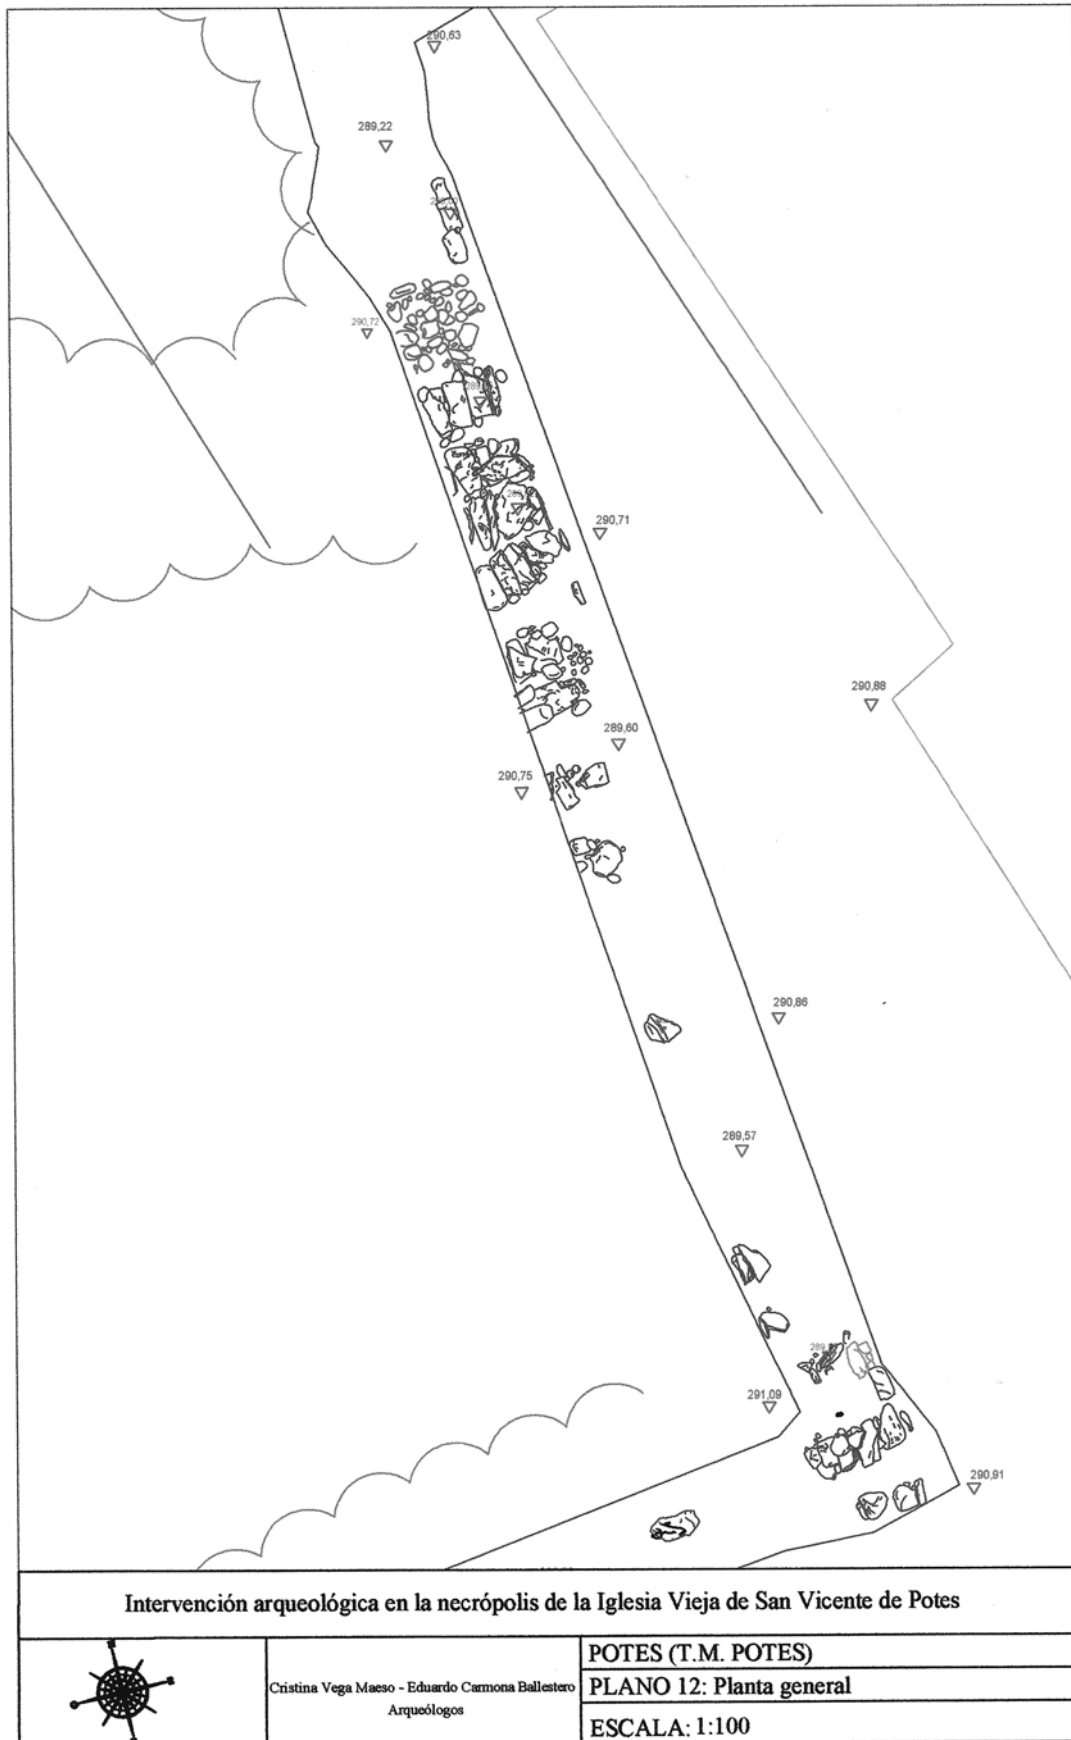 290,63
289,22
290,72
290,71
290,88
289,60
290,75
290,86
289,57
291,09
290,91
Intervención arqueológica en la necrópolis de la Iglesia Vieja de San Vicente de Potes
Cristina Vega Maeso - Eduardo Carmona Ballestero
Arqueólogos
POTES (T.M. POTES)
PLANO 12: Planta general
ESCALA: 1:100